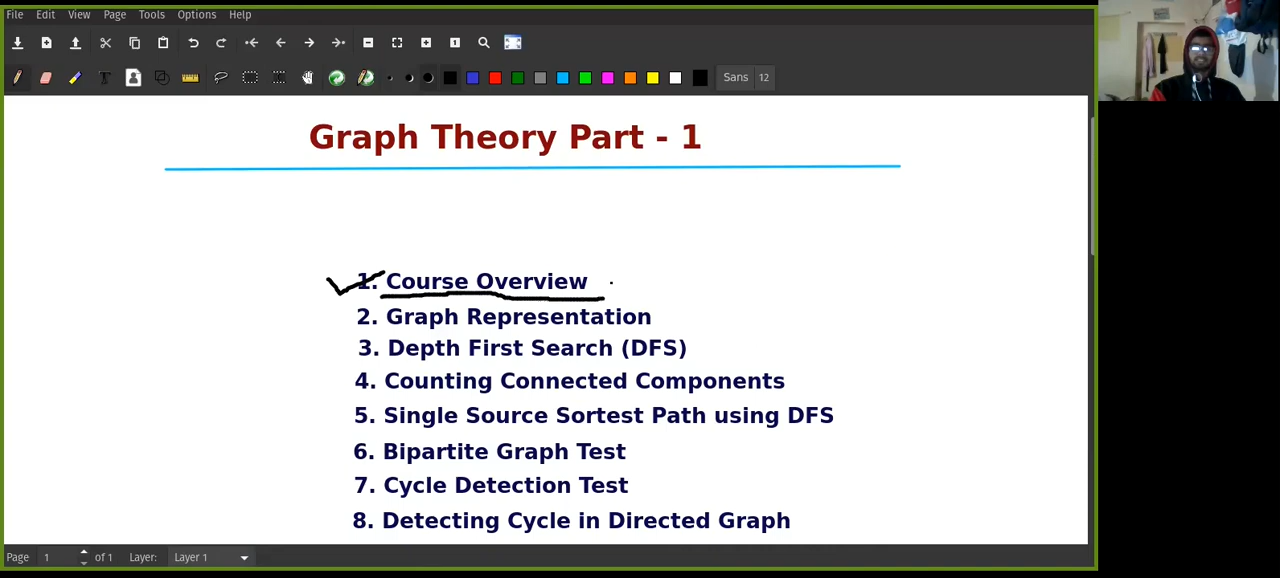 File Edit View Page Tools Options Help
Sans 12
Graph Theory Part - 1
1. Course Overview
2. Graph Representation
3. Depth First Search (DFS)
4. Counting Connected Components
5. Single Source Sortest Path using DFS
6. Bipartite Graph Test
7. Cycle Detection Test
8. Detecting Cycle in Directed Graph
Page 1 of 1 Layer: Layer 1